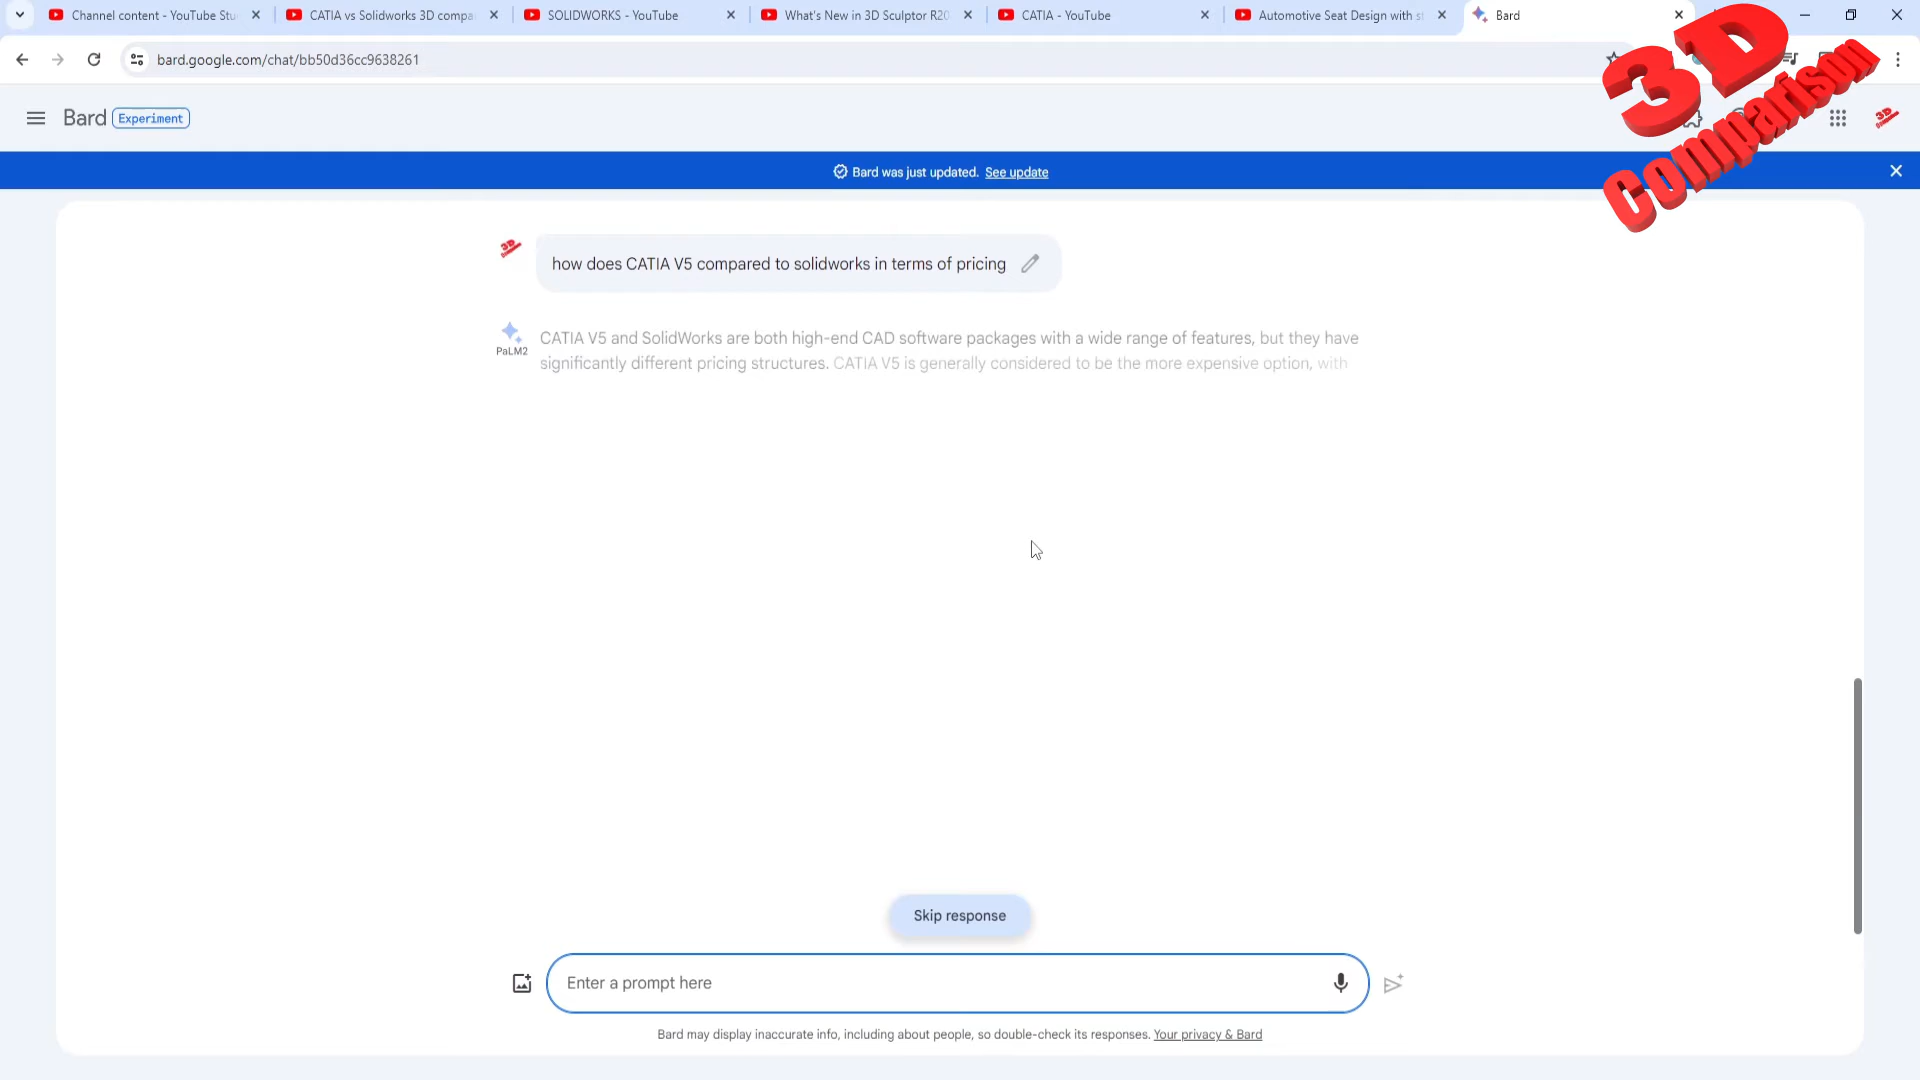 Channel content - YouTube Stu
CATIA vs Solidworks 3D compa
SOLIDWORKS - YouTube
What's New in 3D Sculptor R20
CATIA - YouTube
Automotive Seat Design with s
Bard
bard.google.com/chat/bb50d36cc9638261
3D
Comparison
Bard Experiment
3D
Bard was just updated. See update
3D
how does CATIA V5 compared to solidworks in terms of pricing
PaLM2
CATIA V5 and SolidWorks are both high-end CAD software packages with a wide range of features, but they have
significantly different pricing structures. CATIA V5 is generally considered to be the more expensive option, with
Skip response
Enter a prompt here
Bard may display inaccurate info, including about people, so double-check its responses. Your privacy & Bard